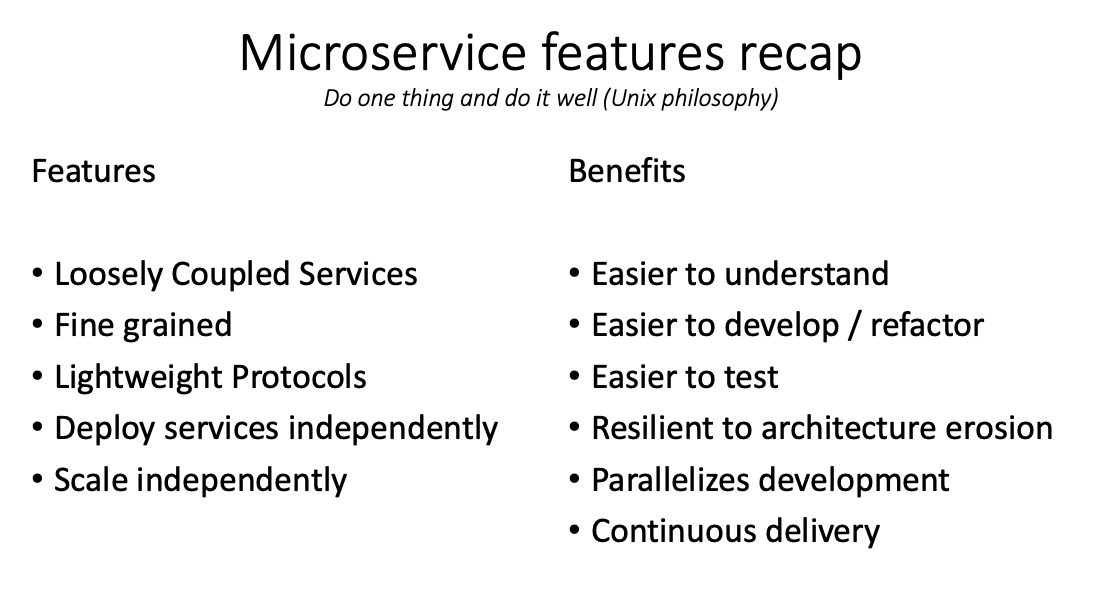 Microservice features recap
Do one thing and do it well (Unix philosophy)
Features
• Loosely Coupled Services
• Fine grained
• Lightweight Protocols
• Deploy services independently
• Scale independently
Benefits
• Easier to understand
• Easier to develop / refactor
• Easier to test
• Resilient to architecture erosion
• Parallelizes development
• Continuous delivery